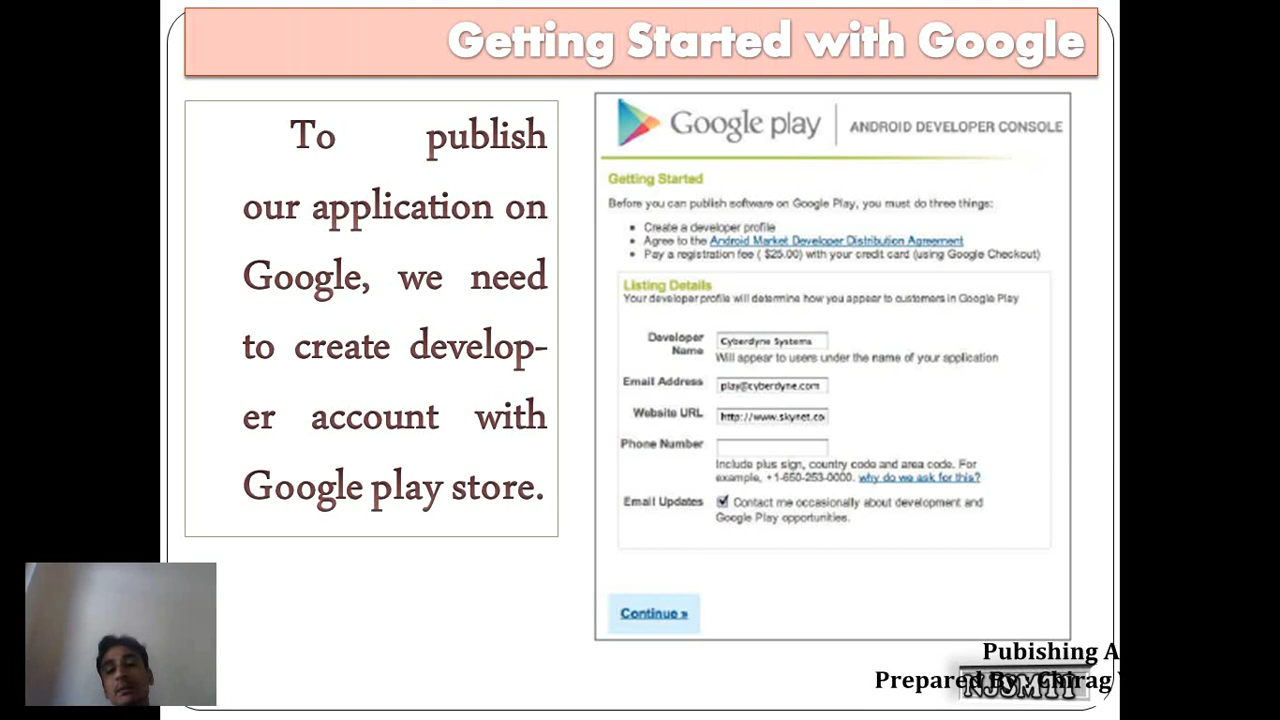 Getting Started with Google
To publish
our application on
Google, we need
to create develop-
er account with
Google play store.
Google play | ANDROID DEVELOPER CONSOLE
Getting Started
Before you can publish software on Google Play, you must do three things:
• Create a developer profile
• Agree to the Android Market Developer Distribution Agreement
• Pay a registration fee ( $25.00) with your credit card (using Google Checkout)
Listing Details
Your developer profile will determine how you appear to customers in Google Play
Developer Name Cyberdyne Systems
Will appear to users under the name of your application
Email Address play@cyberdyne.com
Website URL http://www.skynet.co
Phone Number
Include plus sign, country code and area code. For
example, +1-650-253-0000. why do we ask for this?
Email Updates Contact me occasionally about development and
Google Play opportunities.
Continue »
Pubishing A
Prepared By Chirag
NJSMTI